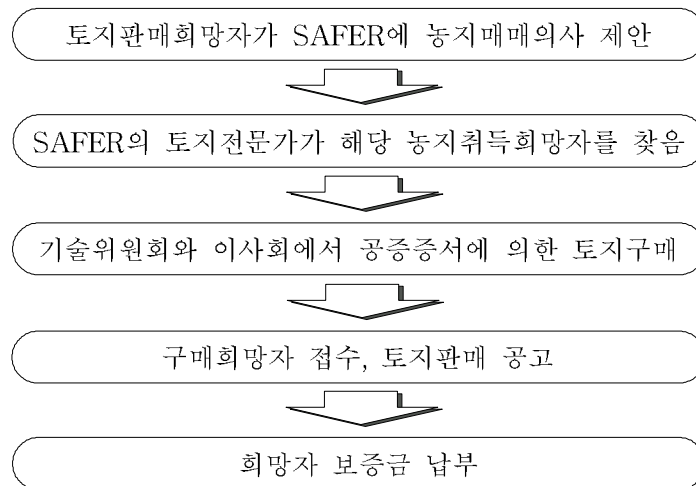 토지판매희망자가 SAFER에 농지매매의사 제안
SAFER의 토지전문가가 해당 농지취득희망자를 찾음
기술위원회와 이사회에서 공증증서에 의한 토지구매
구매희망자 접수, 토지판매 공고
희망자 보증금 납부